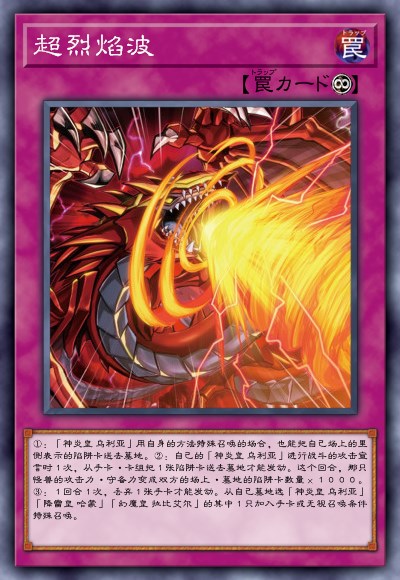 超烈焰波
罠
トラップ
【罠カード】
トラップ
①：「神炎皇 乌利亚」用自身的方法特殊召唤的场合，也能把自己场上的里
侧表示的陷阱卡送去墓地。②：自己的「神炎皇 乌利亚」进行战斗的攻击宣
言时1次，从手卡・卡组把1张陷阱卡送去墓地才能发动。这个回合，那只
怪兽的攻击力・守备力变成双方的场上・墓地的陷阱卡数量×1000。
③：1回合1次，丢弃1张手卡才能发动。从自己墓地选「神炎皇 乌利亚」
「降雷皇 哈蒙」「幻魔皇 拉比艾尔」的其中1只加入手卡或无视召唤条件
特殊召唤。